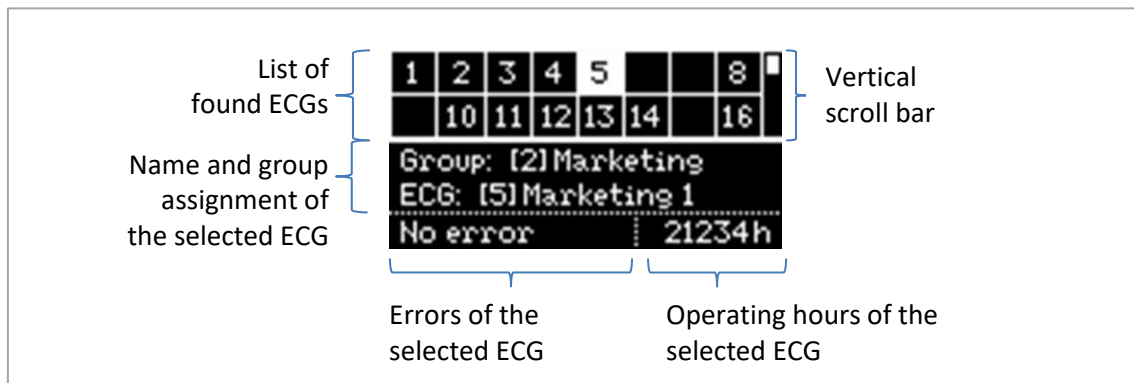 List of
found ECGs
1 2 3 4 5 8
10 11 12 13 14 16
Vertical
scroll bar
Name and group
assignment of
the selected ECG
Group: [2] Marketing
ECG: [5] Marketing 1
No error 21234 h
Errors of the
selected ECG
Operating hours of the
selected ECG